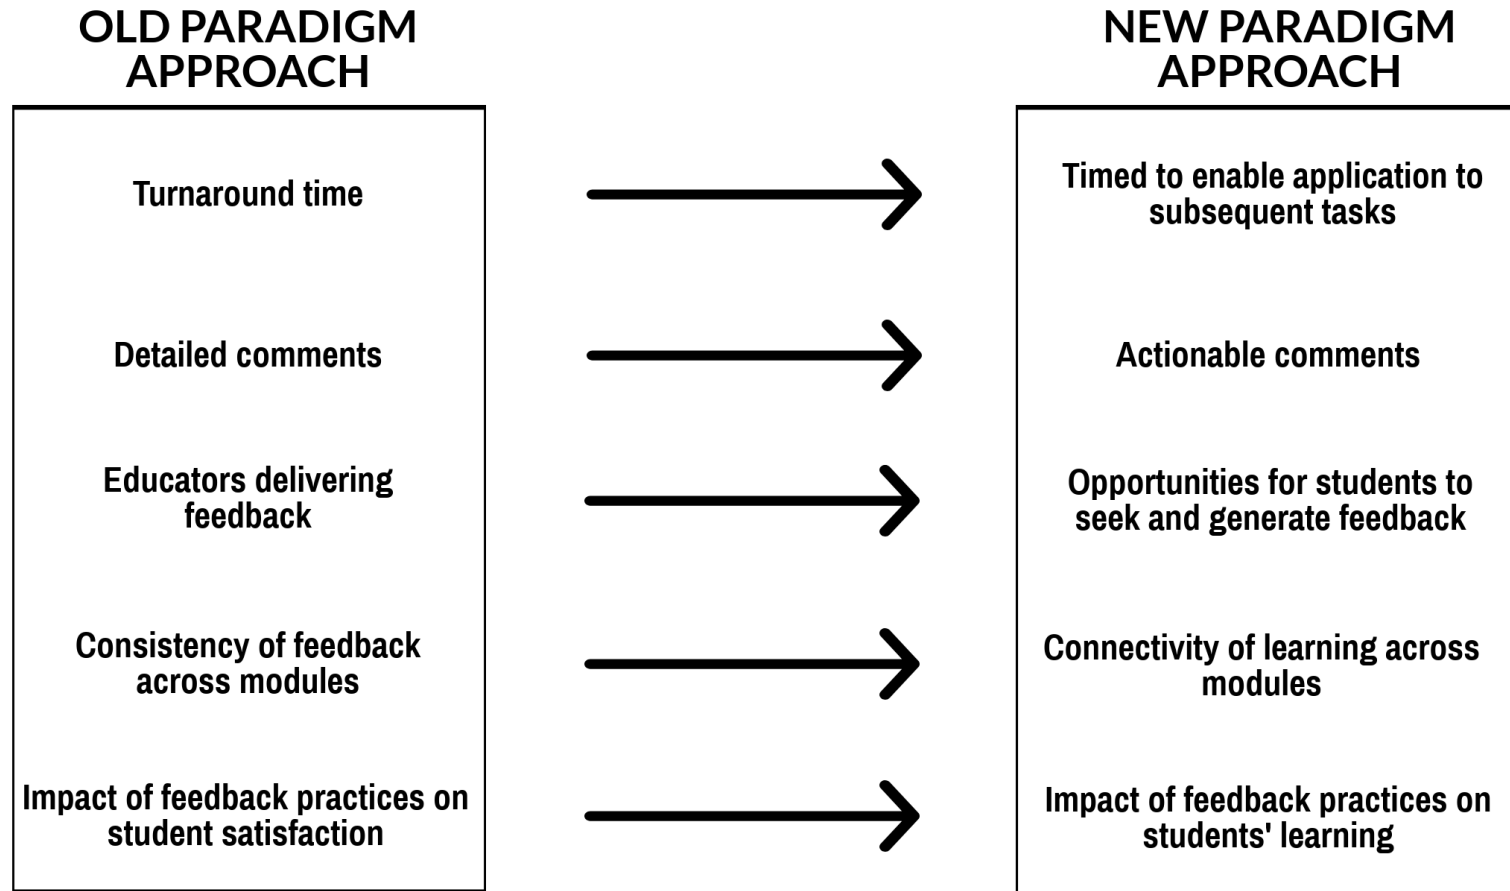 OLD PARADIGM
APPROACH
NEW PARADIGM
APPROACH
Turnaround time
Timed to enable application to
subsequent tasks
Detailed comments
Actionable comments
Educators delivering
feedback
Opportunities for students to
seek and generate feedback
Consistency of feedback
across modules
Connectivity of learning across
modules
Impact of feedback practices on
student satisfaction
Impact of feedback practices on
students' learning